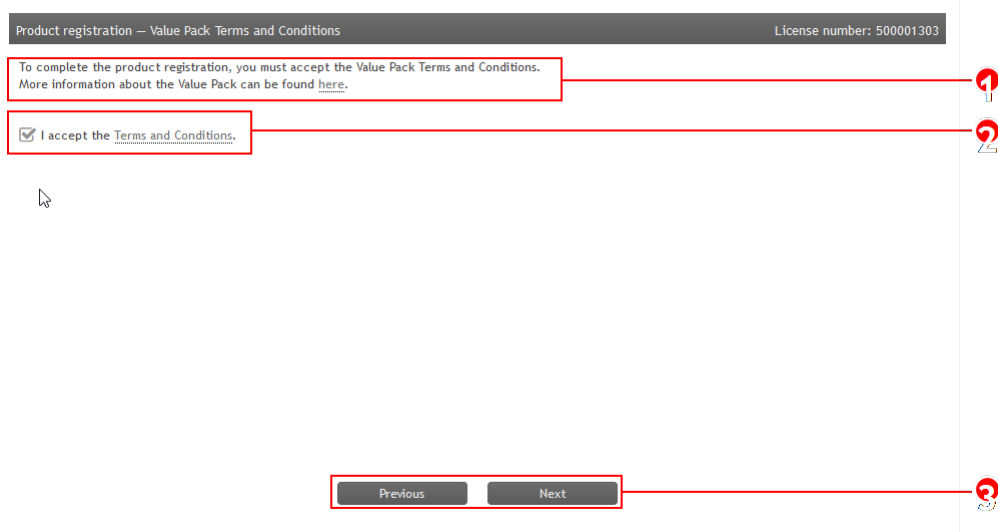 Product registration — Value Pack Terms and Conditions License number: 500001303
To complete the product registration, you must accept the Value Pack Terms and Conditions.
More information about the Value Pack can be found here.
1
I accept the Terms and Conditions.
2
Previous Next
3